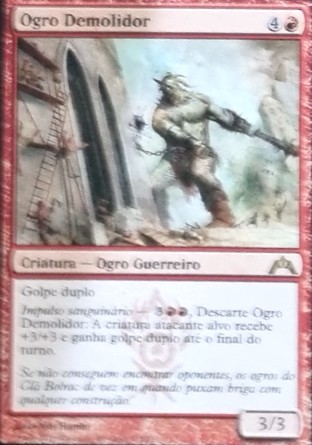 Ogro Demolidor 4
Criatura — Ogro Guerreiro
Golpe duplo
Impulso sanguinário — 3, Descarte Ogro
Demolidor: A criatura atacante alvo recebe
+3/+3 e ganha golpe duplo até o final do
turno.
Se não conseguem encontrar oponentes, os ogros do
Clã Bolrac de vez em quando puxam briga com
qualquer construção.
3/3